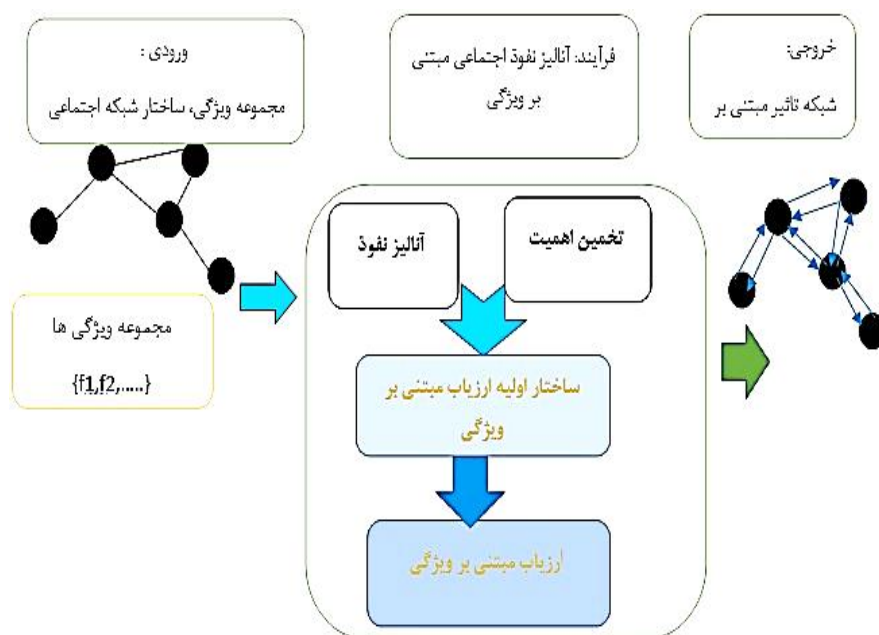 ورودی :
مجموعه ویژگی، ساختار شبکه اجتماعی
فرآیند: آنالیز نفوذ اجتماعی مبتنی
بر ویژگی
خروجی:
شبکه تاثیر مبتنی بر
مجموعه ویژگی ها
{f1,f2,.....}
آنالیز نفوذ
تخمین اهمیت
ساختار اولیه ارزیاب مبتنی بر
ویژگی
ارزیاب مبتنی بر ویژگی